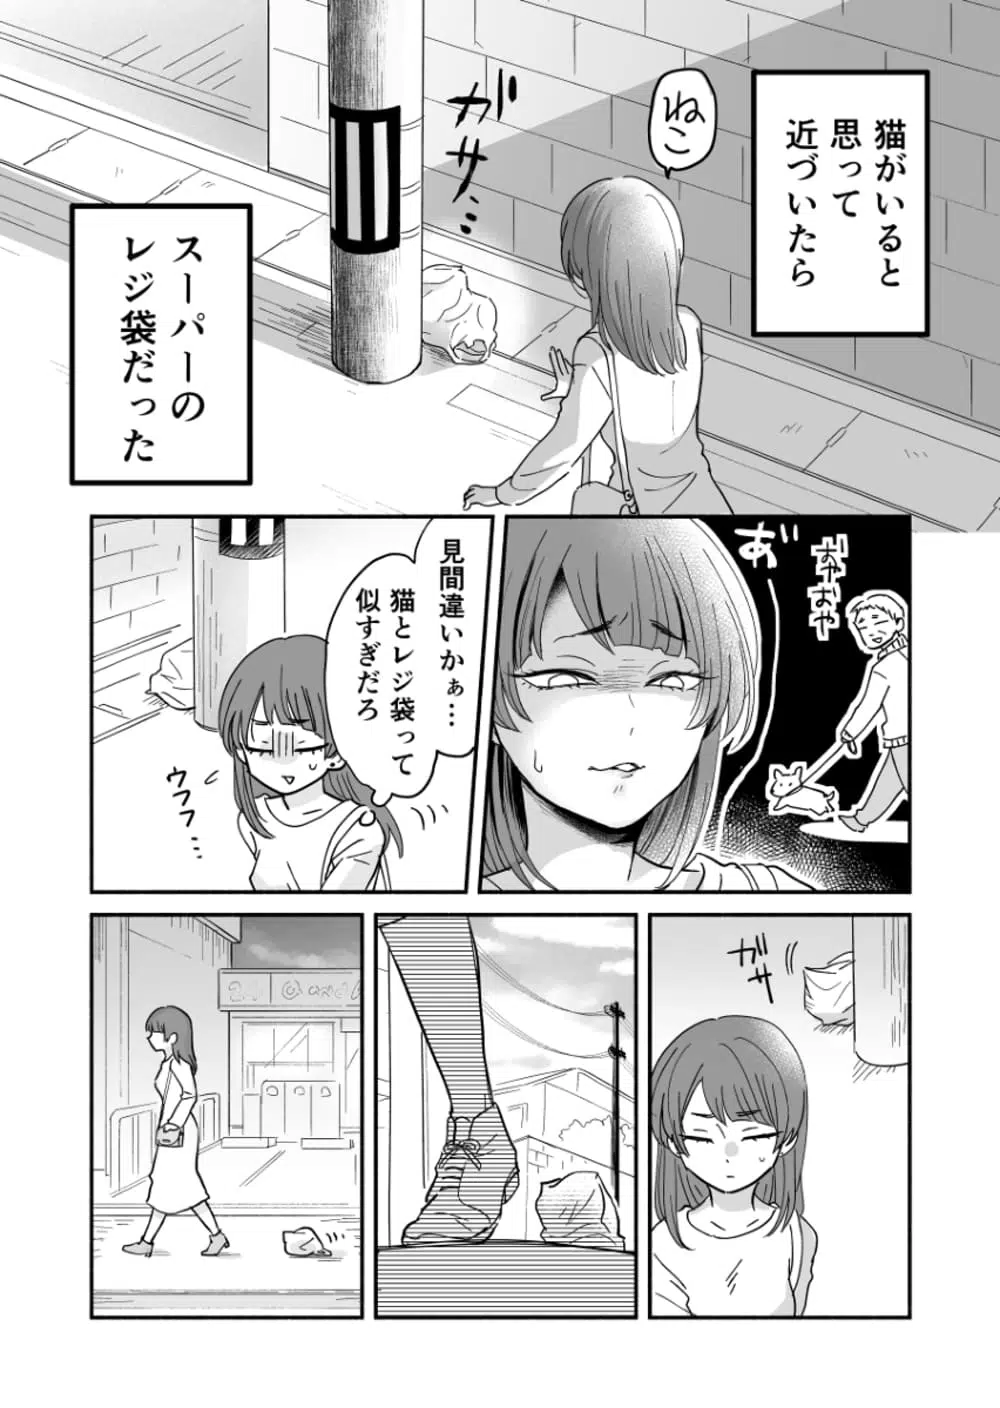 猫がいると
思って
近づいたら
ねこ
ガサ…
スーパーの
レジ袋だった
あ゛
おやおや
見間違いかぁ…
猫とレジ袋って
似すぎだろ
ウフフ…
ガサ
24